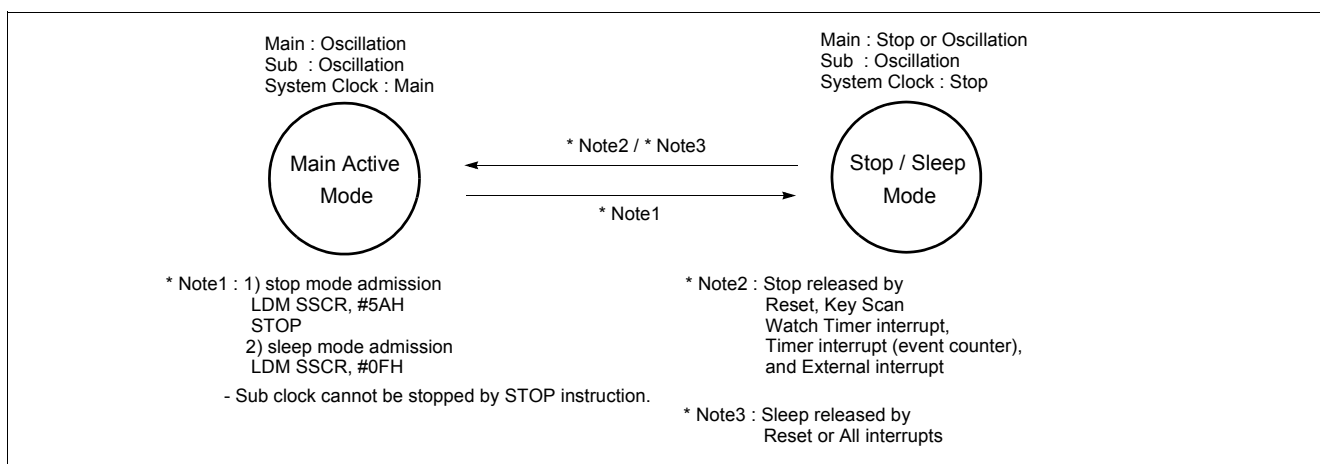 Main : Oscillation
Sub : Oscillation
System Clock : Main
Main Active
Mode
* Note2 / * Note3
* Note1
Main : Stop or Oscillation
Sub : Oscillation
System Clock : Stop
Stop / Sleep
Mode
* Note1 : 1) stop mode admission
LDM SSCR, #5AH
STOP
2) sleep mode admission
LDM SSCR, #0FH
- Sub clock cannot be stopped by STOP instruction.
* Note2 : Stop released by
Reset, Key Scan
Watch Timer interrupt,
Timer interrupt (event counter),
and External interrupt
* Note3 : Sleep released by
Reset or All interrupts